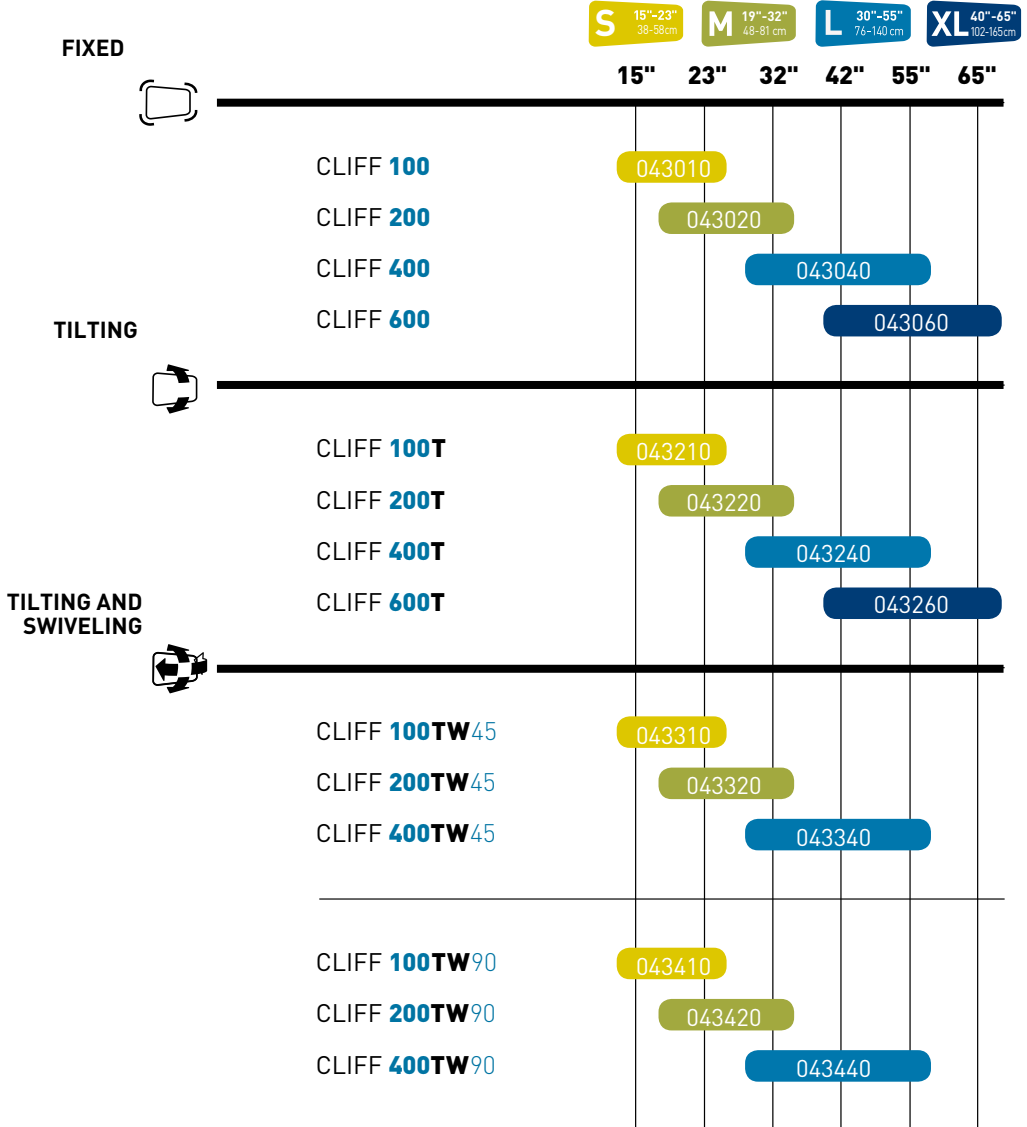 S 15"-23" M 19"-32" L 30"-55" XL 40"-65"
38-58cm 48-81 cm 76-140 cm 102-165cm
FIXED
15" 23" 32" 42" 55" 65"
CLIFF 100 043010
CLIFF 200 043020
CLIFF 400 043040
CLIFF 600 043060
TILTING
CLIFF 100T 043210
CLIFF 200T 043220
CLIFF 400T 043240
CLIFF 600T 043260
TILTING AND
SWIVELING
CLIFF 100TW45 043310
CLIFF 200TW45 043320
CLIFF 400TW45 043340
CLIFF 100TW90 043410
CLIFF 200TW90 043420
CLIFF 400TW90 043440